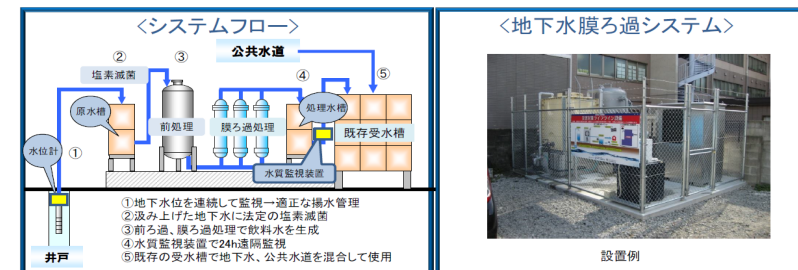 <システムフロー>
公共水道
②
③
④
⑤
塩素滅菌
原水槽
前処理
膜ろ過処理
処理水槽
既存受水槽
水位計
①
水質監視装置
井戸
①地下水位を連続して監視→適正な揚水管理
②汲み上げた地下水に法定の塩素滅菌
③前ろ過、膜ろ過処理で飲料水を生成
④水質監視装置で24h遠隔監視
⑤既存の受水槽で地下水、公共水道を混合して使用
<地下水膜ろ過システム>
設置例